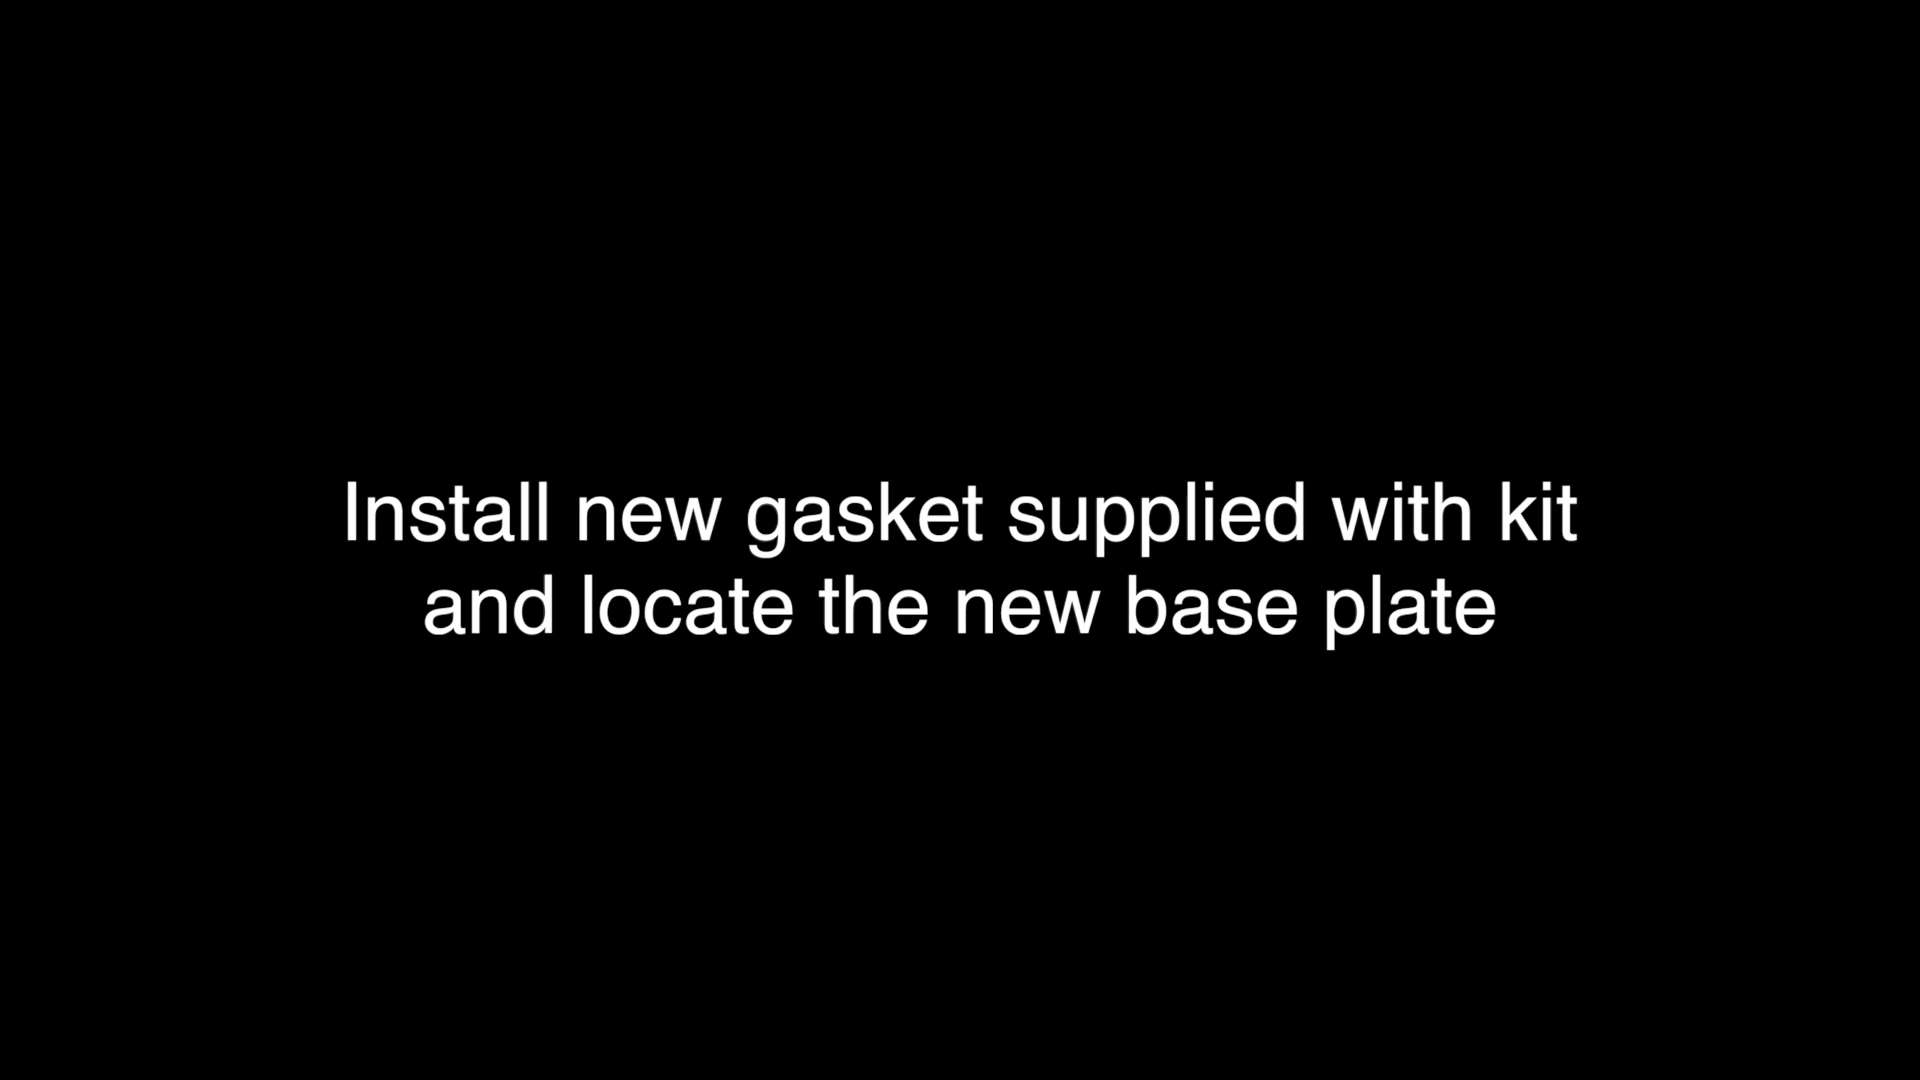 Install new gasket supplied with kit
and locate the new base plate